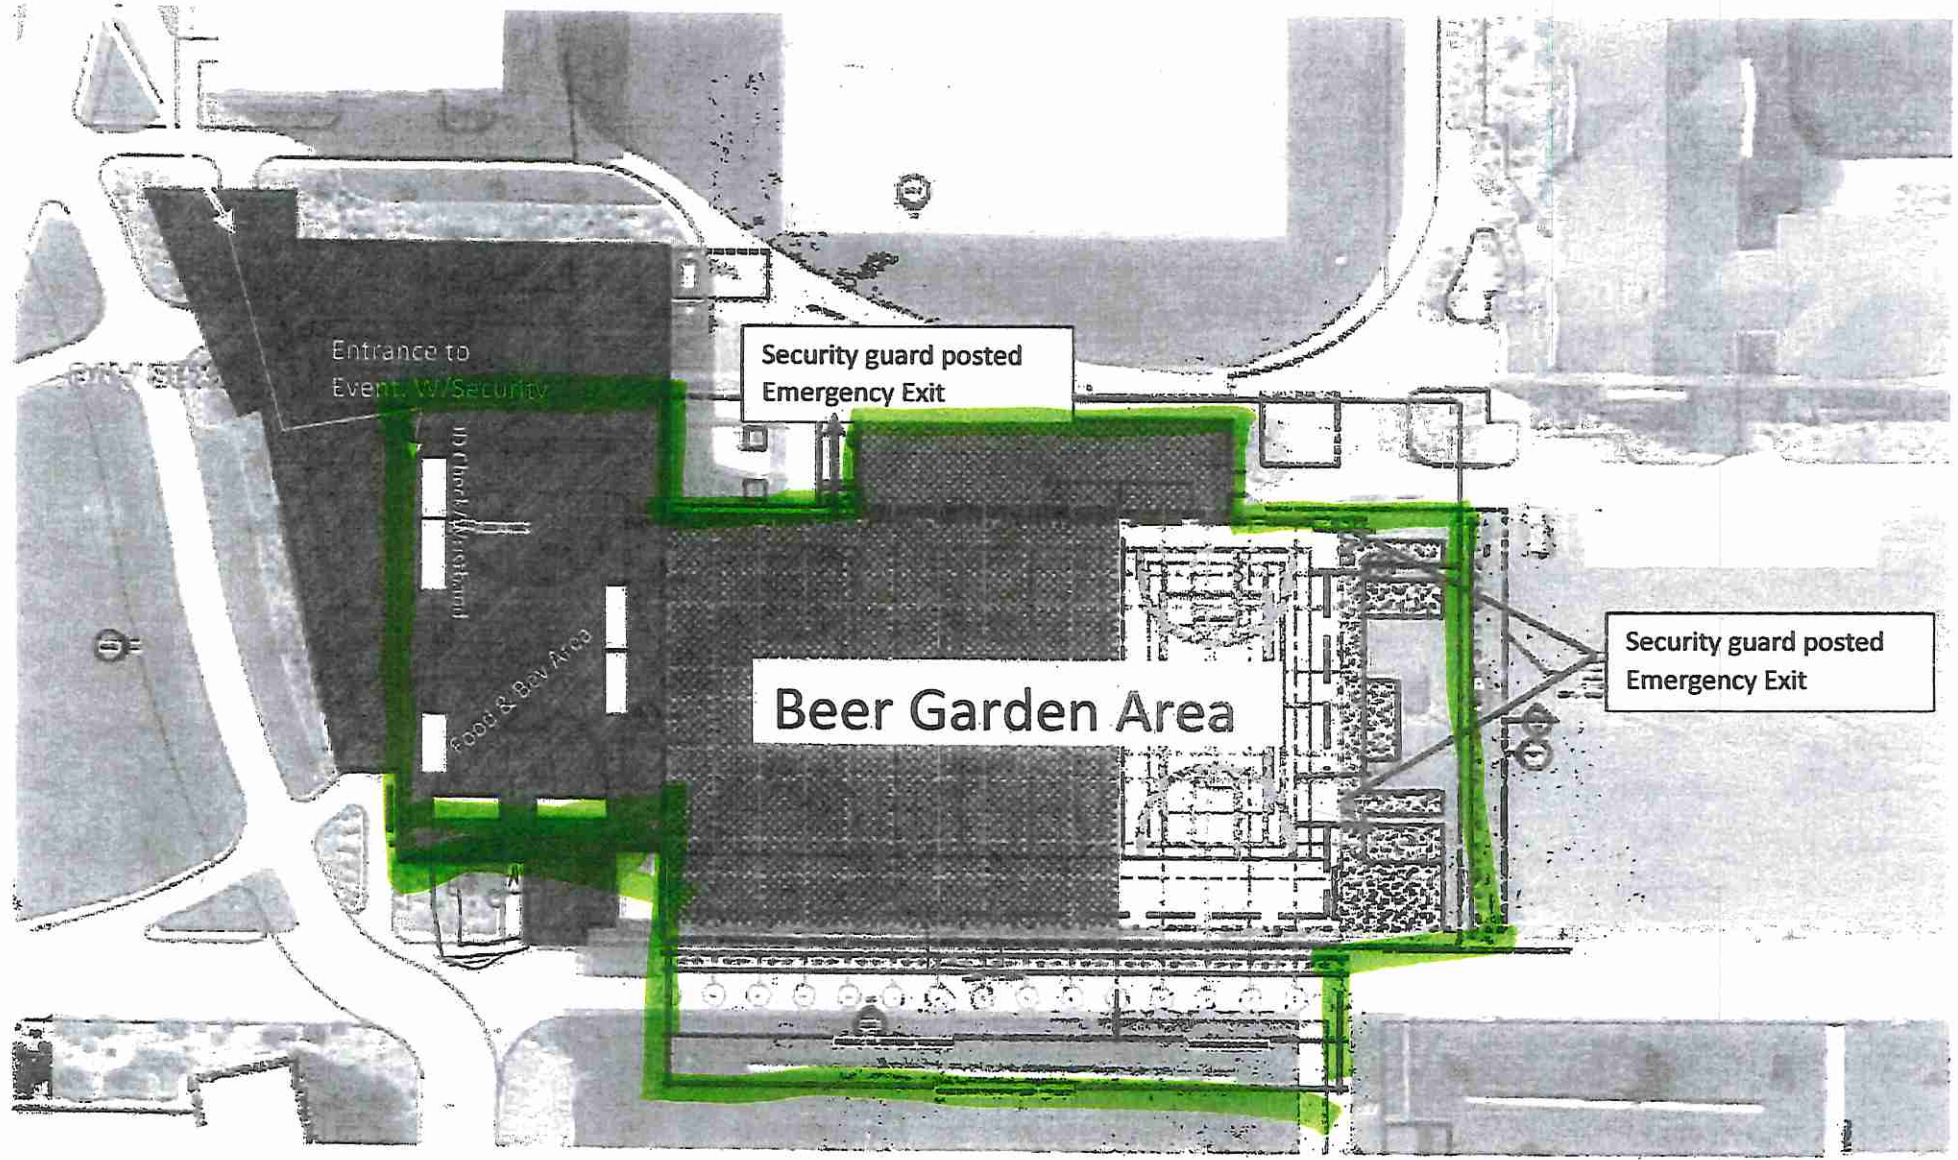 Entrance to
Event. W/Security
Security guard posted
Emergency Exit
ID Check/Wristband
Food & Bev Area
Beer Garden Area
Security guard posted
Emergency Exit